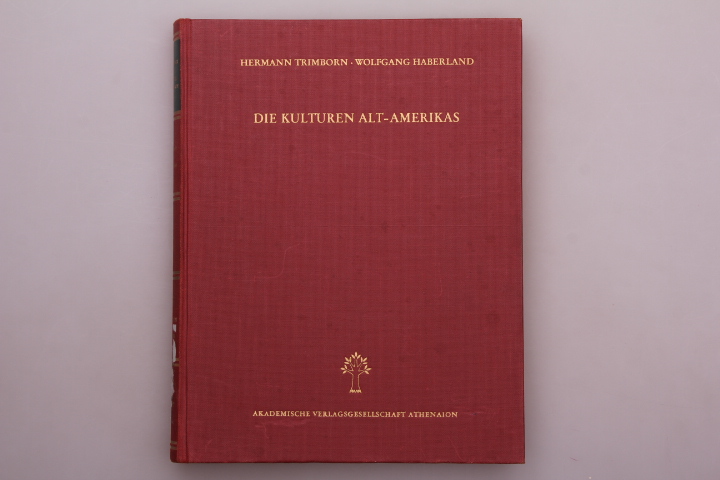 HERMANN TRIMBORN · WOLFGANG HABERLAND
DIE KULTUREN ALT-AMERIKAS
AKADEMISCHE VERLAGSGESELLSCHAFT ATHENAION